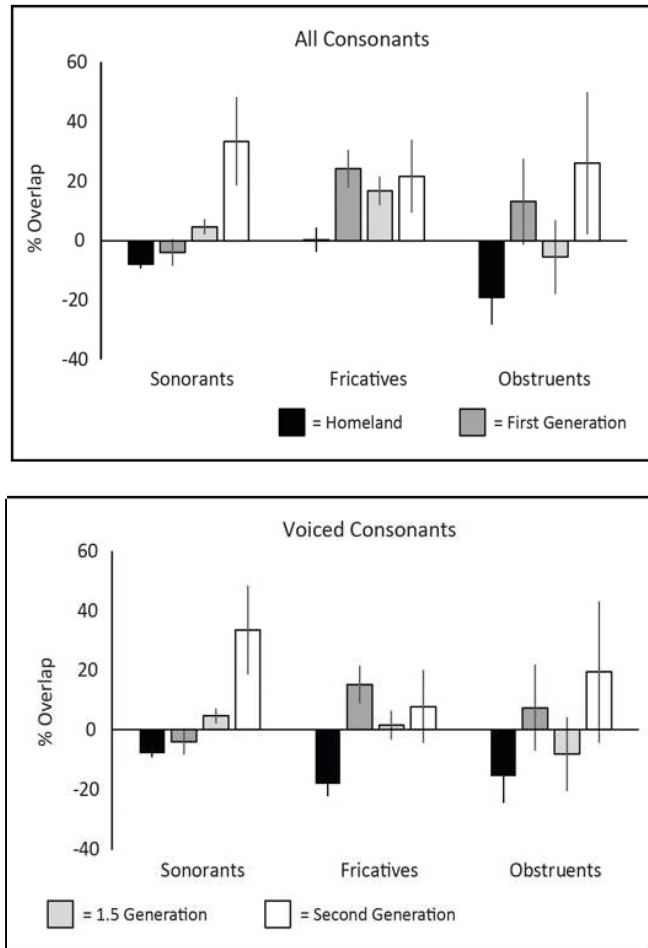 All Consonants
60
40
20
0
-20
-40
% Overlap
Sonorants Fricatives Obstruents
= Homeland = First Generation
Voiced Consonants
60
40
20
0
-20
-40
% Overlap
Sonorants Fricatives Obstruents
= 1.5 Generation = Second Generation